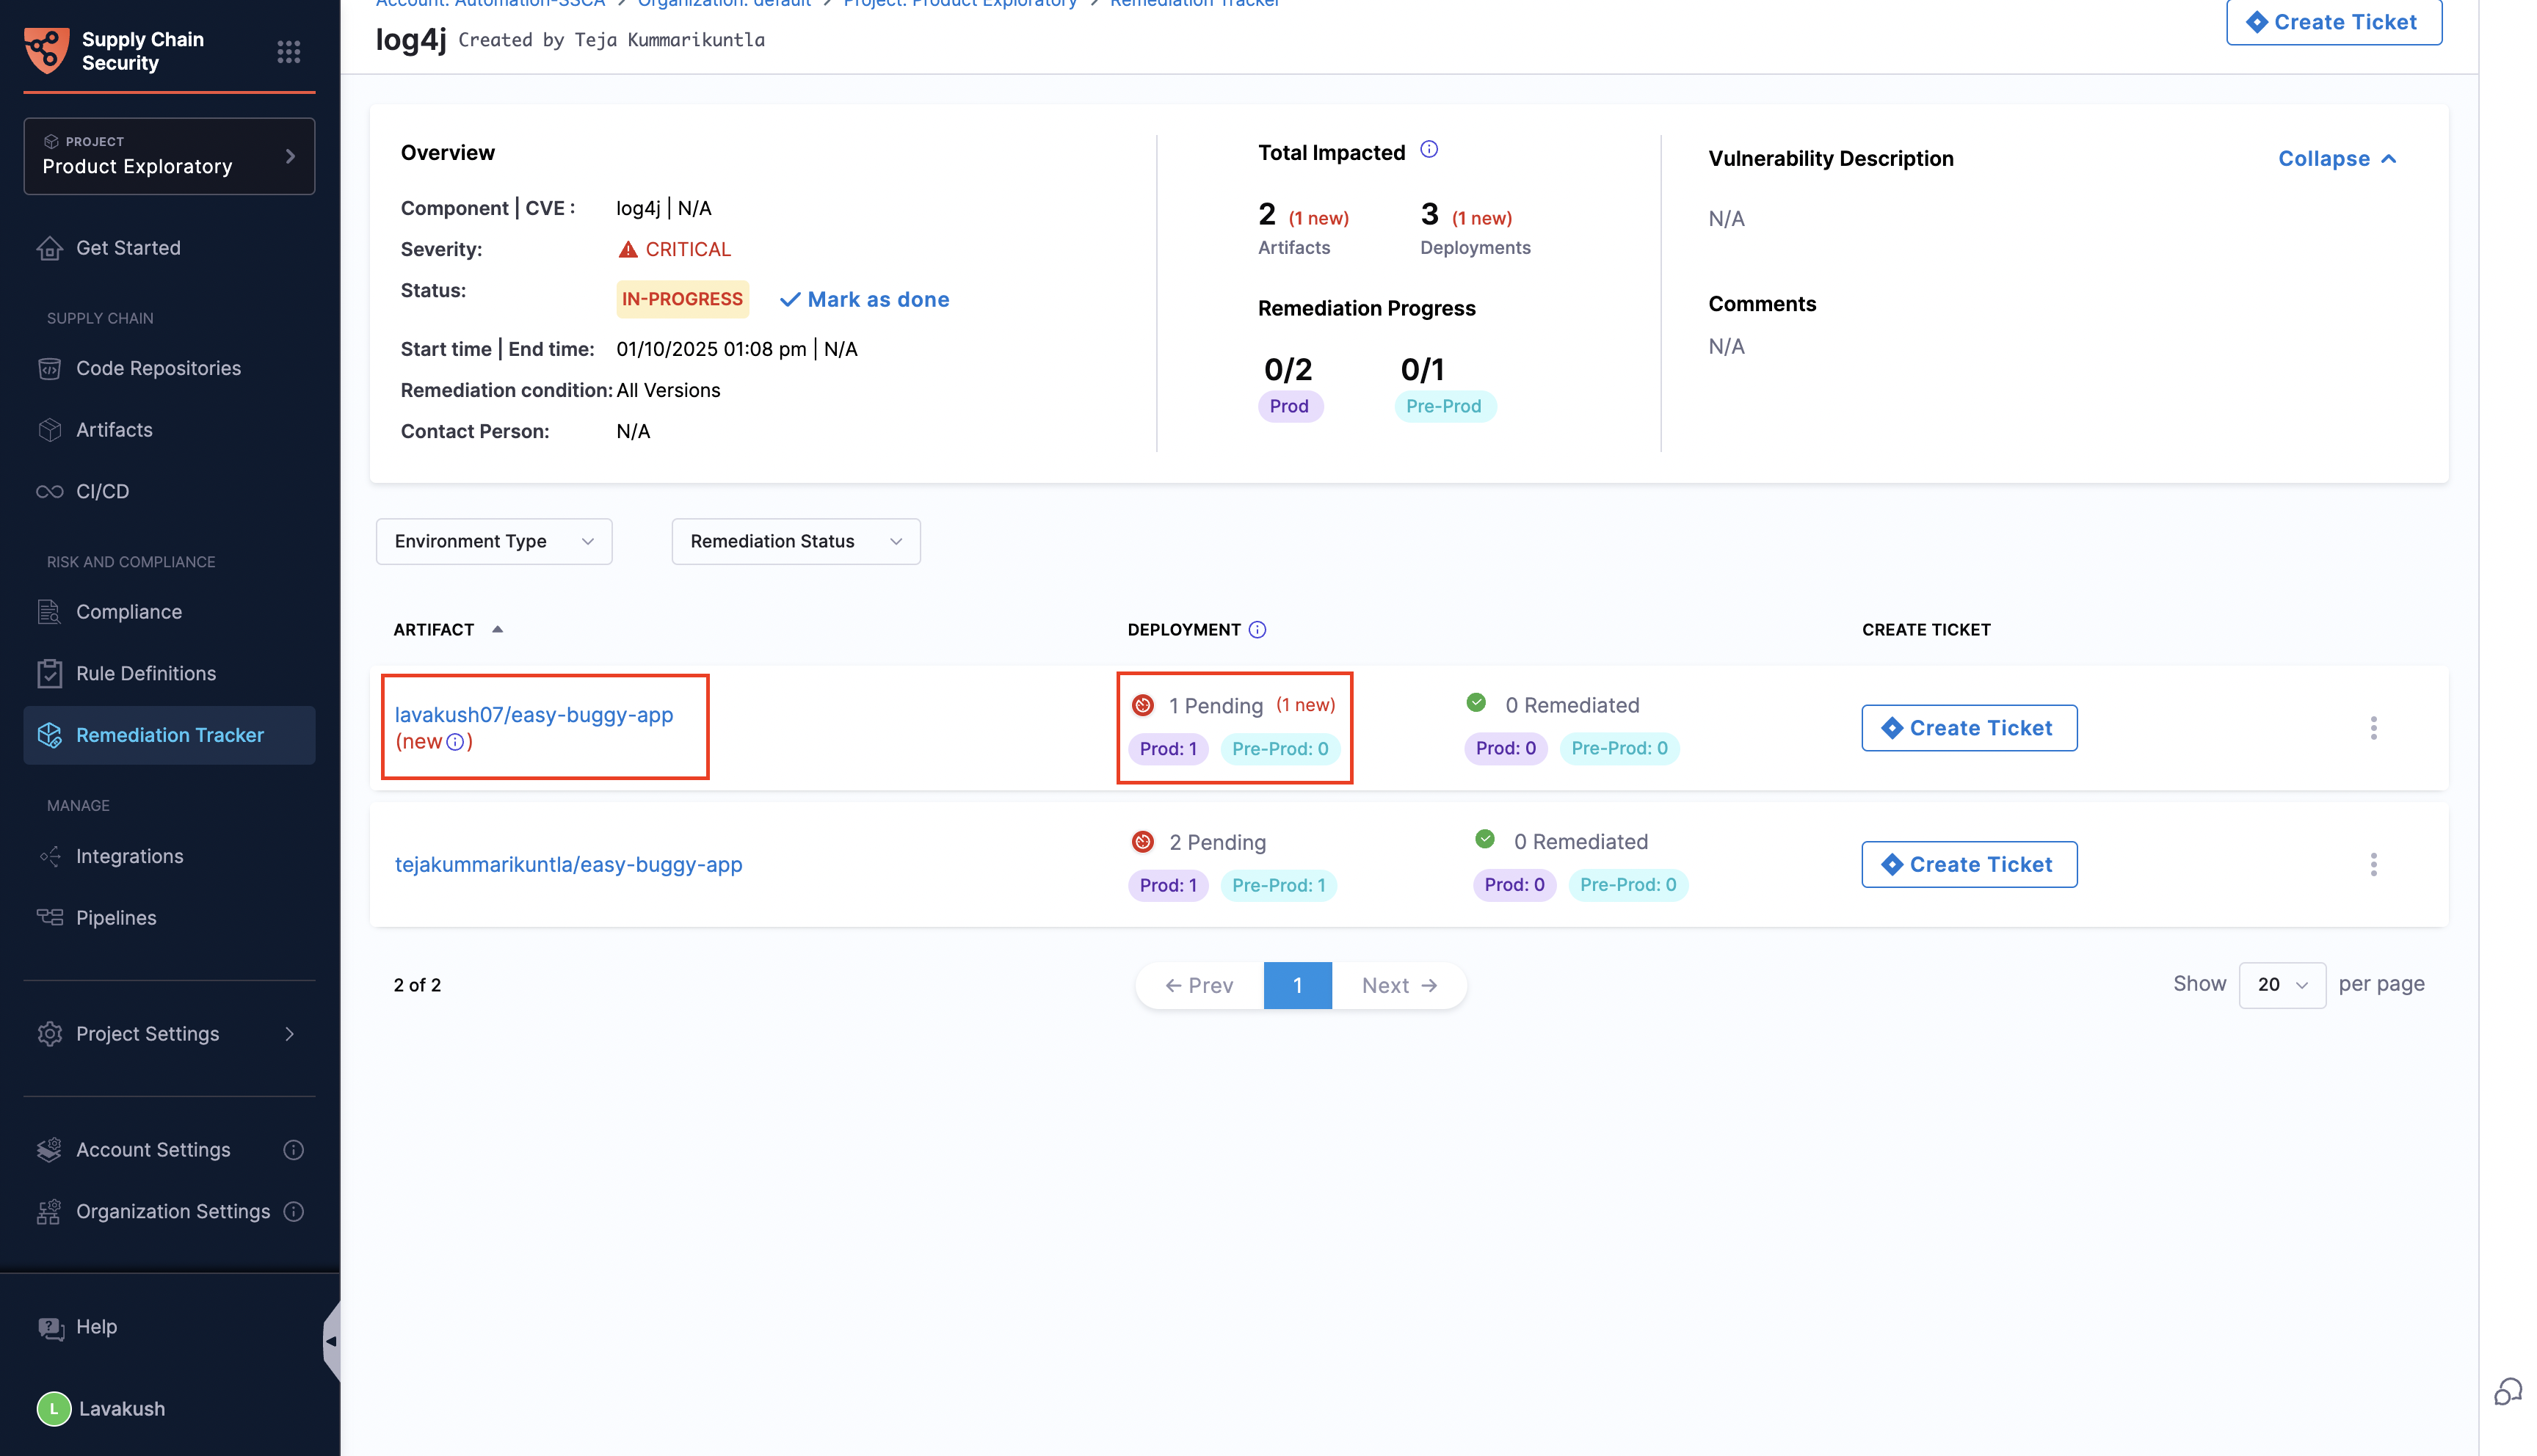 Supply Chain
Security
PROJECT
Product Exploratory
Get Started
SUPPLY CHAIN
Code Repositories
Artifacts
CI/CD
RISK AND COMPLIANCE
Compliance
Rule Definitions
Remediation Tracker
MANAGE
Integrations
Pipelines
Project Settings
Account Settings
Organization Settings
Help
L Lavakush
Account: Automation-SSCA > Organization: default > Project: Product Exploratory > Remediation Tracker
log4j Created by Teja Kummarikuntla
Create Ticket
Overview
Component | CVE : log4j | N/A
Severity: CRITICAL
Status: IN-PROGRESS Mark as done
Start time | End time: 01/10/2025 01:08 pm | N/A
Remediation condition: All Versions
Contact Person: N/A
Total Impacted
2 (1 new) 3 (1 new)
Artifacts Deployments
Remediation Progress
0/2 0/1
Prod Pre-Prod
Vulnerability Description Collapse
N/A
Comments
N/A
Environment Type Remediation Status
ARTIFACT DEPLOYMENT CREATE TICKET
lavakush07/easy-buggy-app
(new)
1 Pending (1 new) 0 Remediated
Prod: 1 Pre-Prod: 0 Prod: 0 Pre-Prod: 0
Create Ticket
tejakummarikuntla/easy-buggy-app
2 Pending 0 Remediated
Prod: 1 Pre-Prod: 1 Prod: 0 Pre-Prod: 0
Create Ticket
2 of 2 ← Prev 1 Next → Show 20 per page